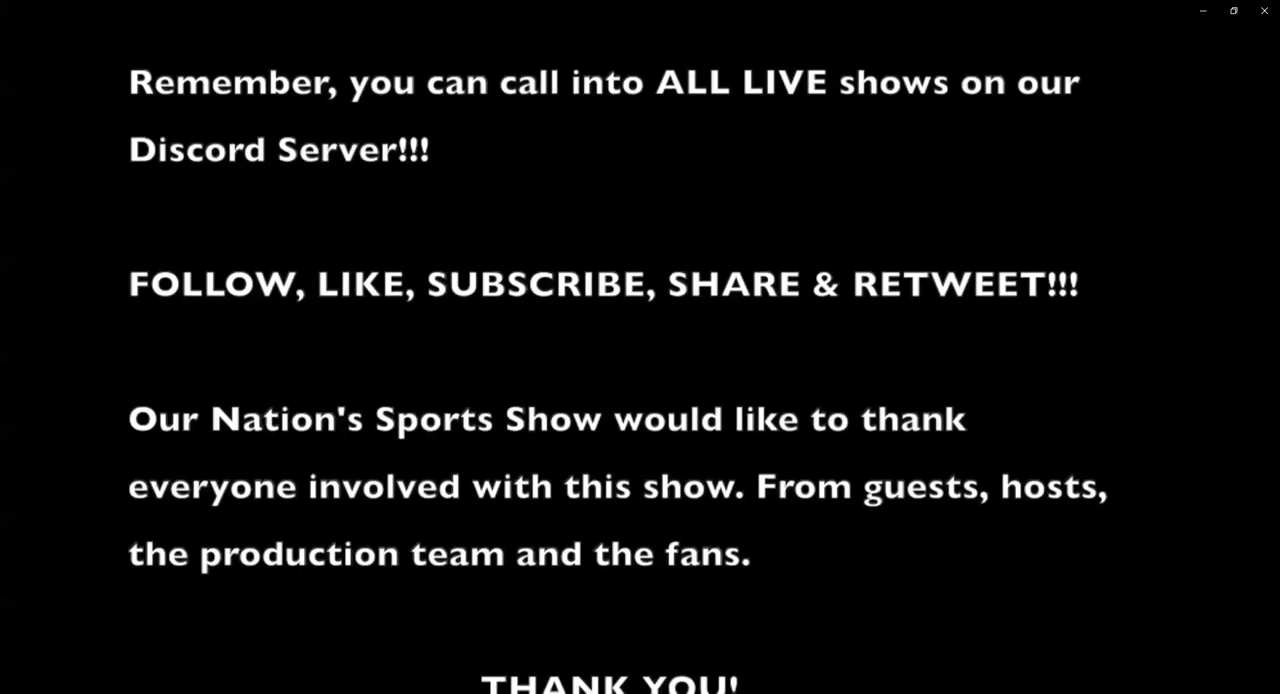 Remember, you can call into ALL LIVE shows on our
Discord Server!!!
FOLLOW, LIKE, SUBSCRIBE, SHARE & RETWEET!!!
Our Nation's Sports Show would like to thank
everyone involved with this show. From guests, hosts,
the production team and the fans.
THANK YOU!